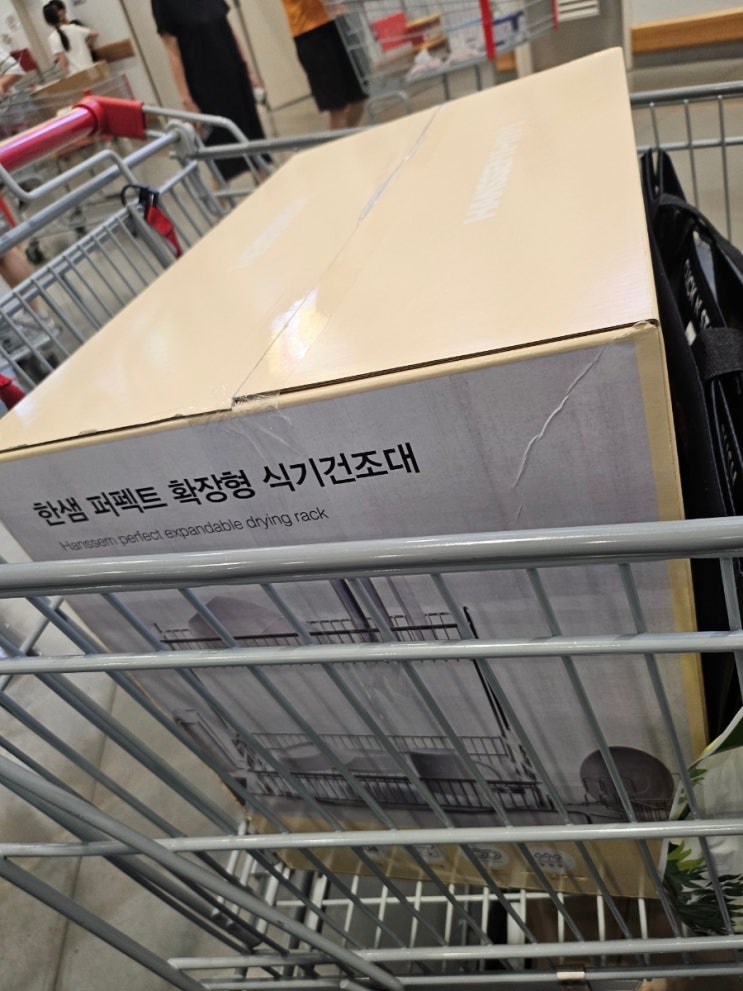 한샘 퍼펙트 확장형 식기건조대
Hanssem perfect expandable drying rack